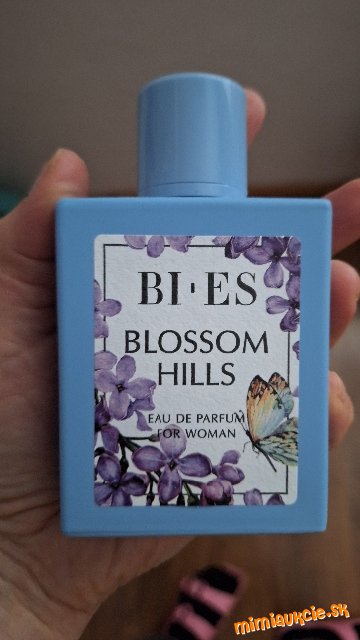 BI·ES
BLOSSOM
HILLS
EAU DE PARFUM
FOR WOMAN
mimiaukcie.sk